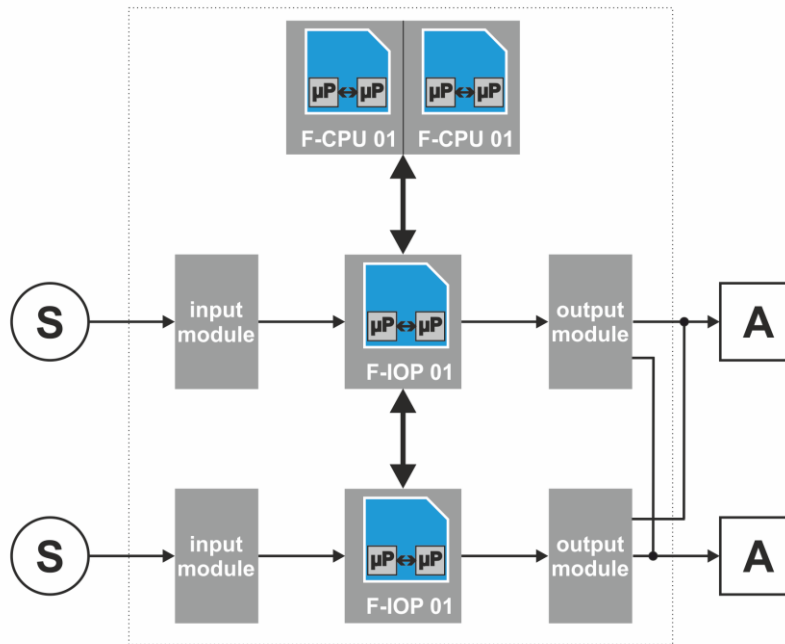 µP µP µP µP
F-CPU 01 F-CPU 01
S
input
module
µP µP
F-IOP 01
output
module
A
S
input
module
µP µP
F-IOP 01
output
module
A